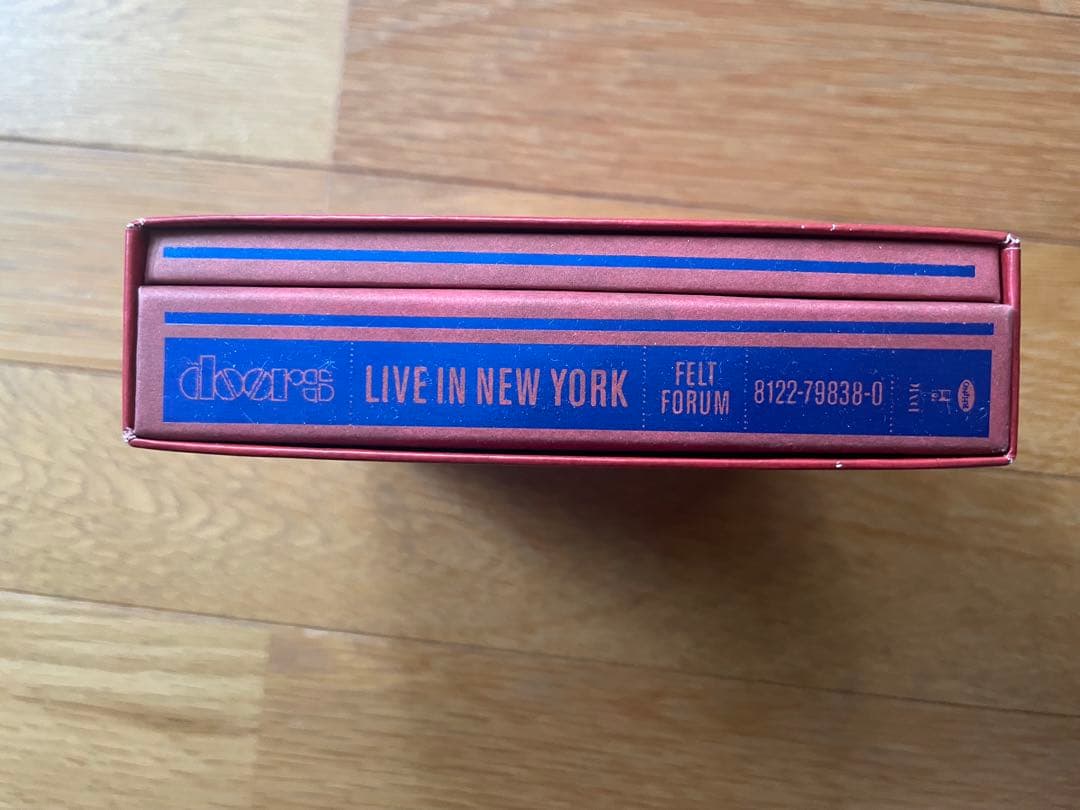 doors
LIVE IN NEW YORK
FELT
FORUM
8122-79838-0